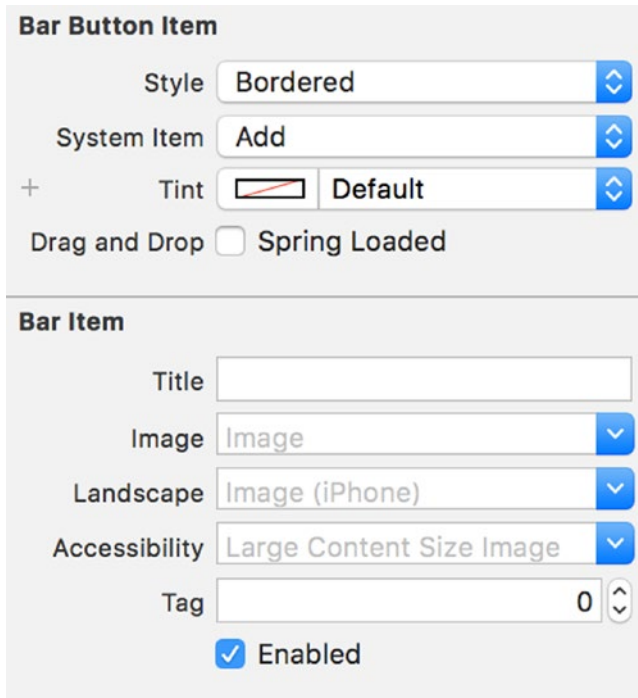 Bar Button Item
Style Bordered
System Item Add
+ Tint Default
Drag and Drop Spring Loaded
Bar Item
Title
Image Image
Landscape Image (iPhone)
Accessibility Large Content Size Image
Tag 0
Enabled